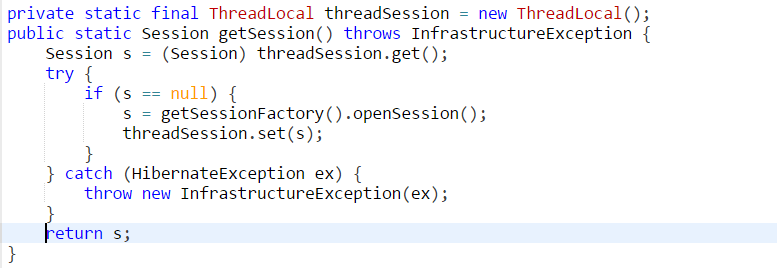 private static final ThreadLocal threadSession = new ThreadLocal();
public static Session getSession() throws InfrastructureException {
    Session s = (Session) threadSession.get();
    try {
        if (s == null) {
            s = getSessionFactory().openSession();
            threadSession.set(s);
        }
    } catch (HibernateException ex) {
        throw new InfrastructureException(ex);
    }
    return s;
}